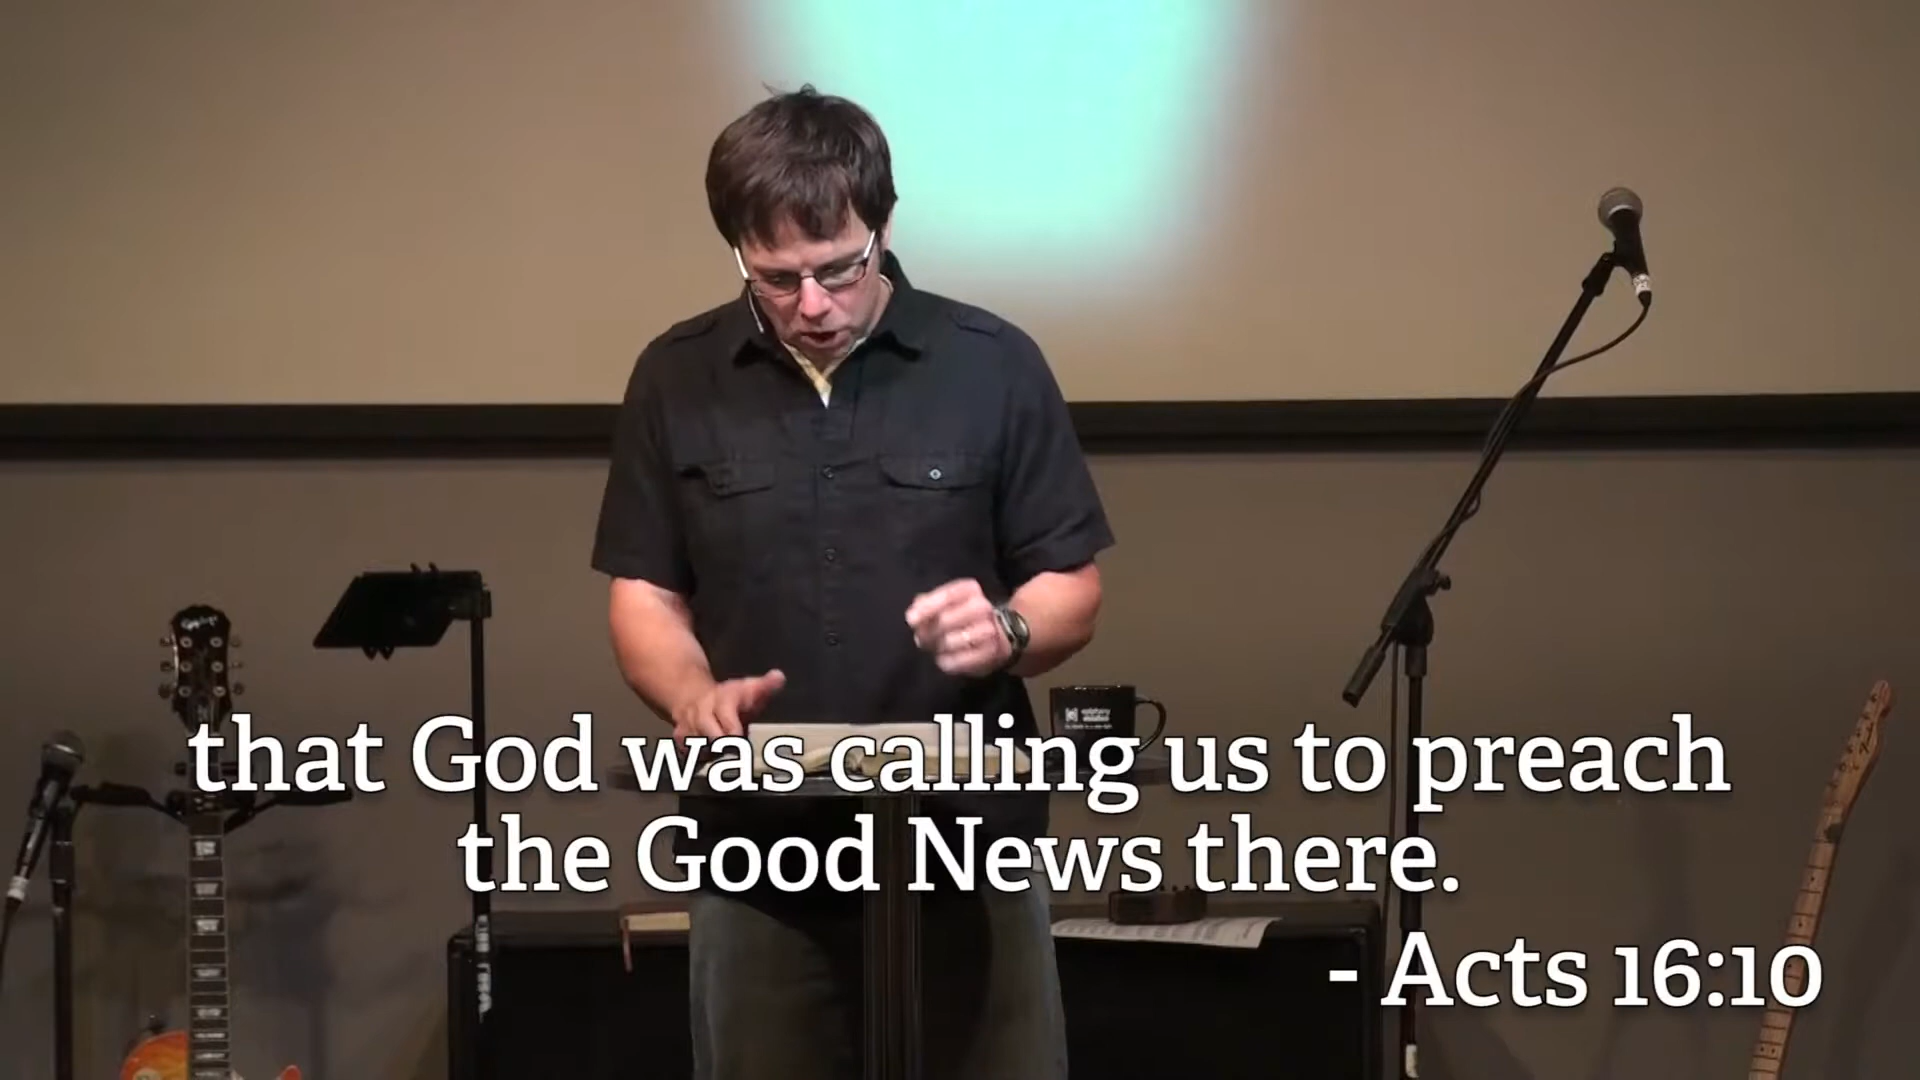 that God was calling us to preach
the Good News there.
- Acts 16:10